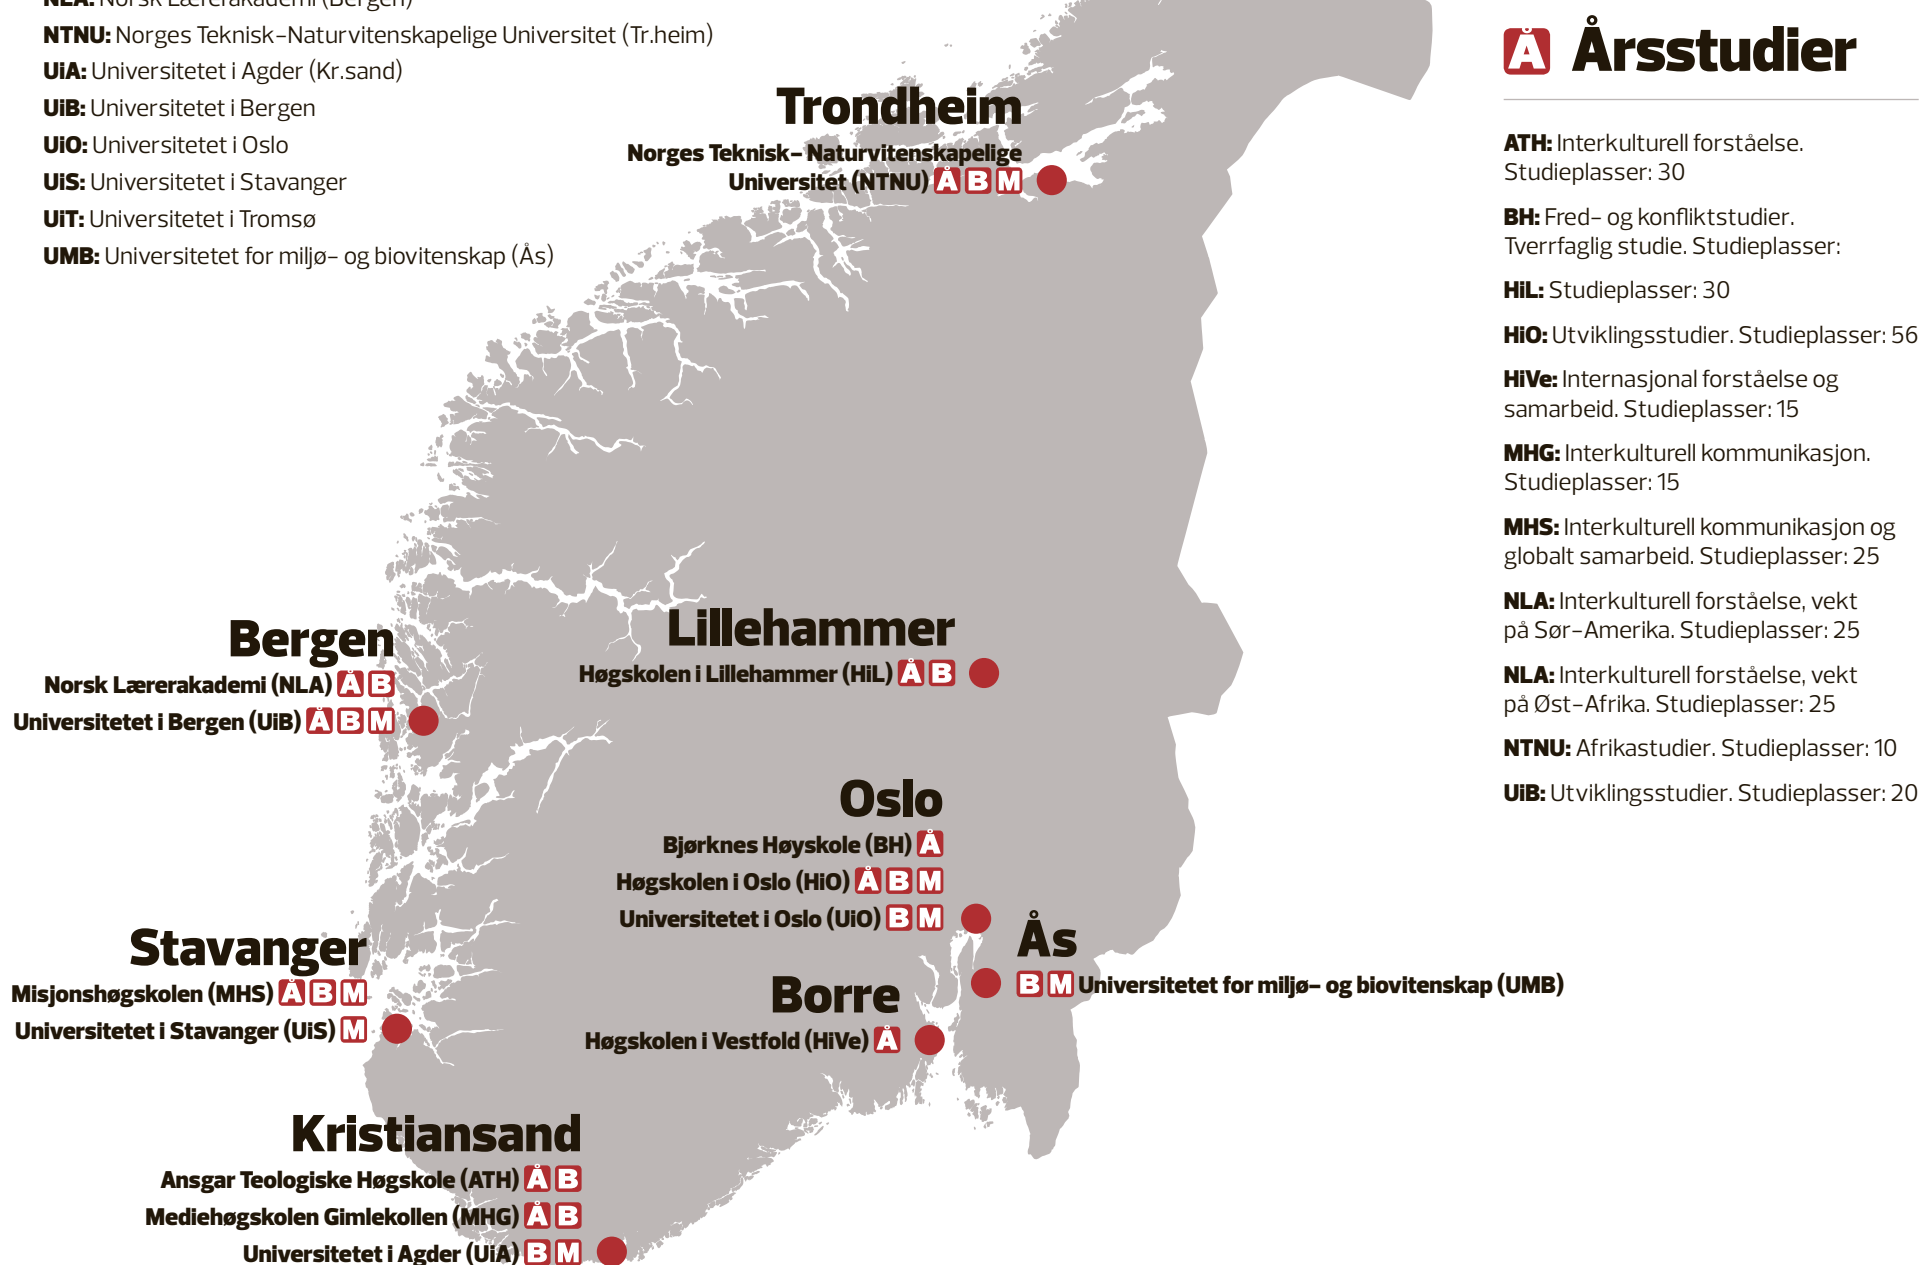 NLA: Norsk Lærerakademi (Bergen)
NTNU: Norges Teknisk-Naturvitenskapelige Universitet (Tr.heim)
UiA: Universitetet i Agder (Kr.sand)
UiB: Universitetet i Bergen
UiO: Universitetet i Oslo
UiS: Universitetet i Stavanger
UiT: Universitetet i Tromsø
UMB: Universitetet for miljø- og biovitenskap (Ås)
Trondheim
Norges Teknisk- Naturvitenskapelige
Universitet (NTNU) Å B M
Bergen
Norsk Lærerakademi (NLA) Å B
Universitetet i Bergen (UiB) Å B M
Lillehammer
Høgskolen i Lillehammer (HiL) Å B
Oslo
Bjørknes Høyskole (BH) Å
Høgskolen i Oslo (HiO) Å B M
Universitetet i Oslo (UiO) B M
Ås
B M Universitetet for miljø- og biovitenskap (UMB)
Stavanger
Misjonshøgskolen (MHS) Å B M
Universitetet i Stavanger (UiS) M
Borre
Høgskolen i Vestfold (HiVe) Å
Kristiansand
Ansgar Teologiske Høgskole (ATH) Å B
Mediehøgskolen Gimlekollen (MHG) Å B
Universitetet i Agder (UiA) B M
Å Årsstudier
ATH: Interkulturell forståelse.
Studieplasser: 30
BH: Fred- og konfliktstudier.
Tverrfaglig studie. Studieplasser:
HiL: Studieplasser: 30
HiO: Utviklingsstudier. Studieplasser: 56
HiVe: Internasjonal forståelse og
samarbeid. Studieplasser: 15
MHG: Interkulturell kommunikasjon.
Studieplasser: 15
MHS: Interkulturell kommunikasjon og
globalt samarbeid. Studieplasser: 25
NLA: Interkulturell forståelse, vekt
på Sør-Amerika. Studieplasser: 25
NLA: Interkulturell forståelse, vekt
på Øst-Afrika. Studieplasser: 25
NTNU: Afrikastudier. Studieplasser: 10
UiB: Utviklingsstudier. Studieplasser: 20